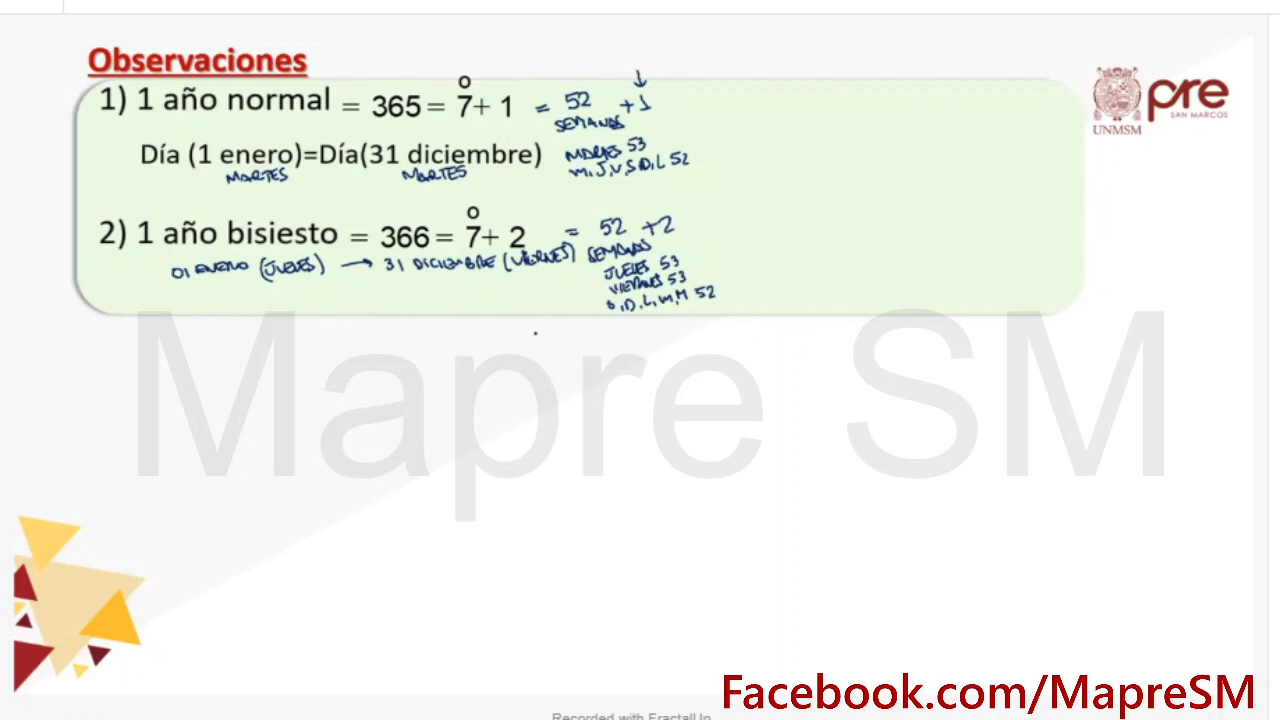 Observaciones
1) 1 año normal = 365 = 7° + 1 = 52 SEMANAS + 1
Día (1 enero)=Día(31 diciembre)
MARTES MARTES
MARTES 53
M, J, V, S, D, L 52
2) 1 año bisiesto = 366 = 7° + 2 = 52 SEMANAS + 2
01 ENERO (JUEVES) → 31 DICIEMBRE (VIERNES)
JUEVES 53
VIERNES 53
S, D, L, M, M 52
UNMSM
pre
SAN MARCOS
Mapre SM
Facebook.com/MapreSM
Recorded with